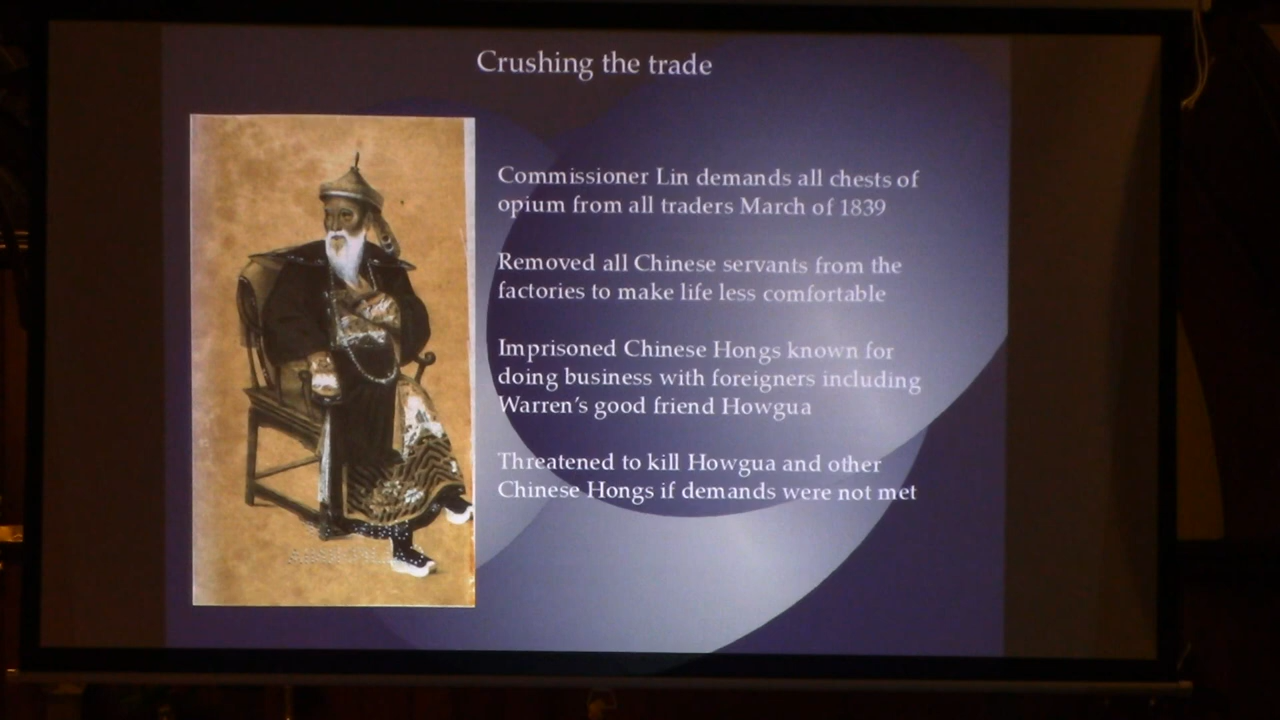 Crushing the trade
Commissioner Lin demands all chests of
opium from all traders March of 1839
Removed all Chinese servants from the
factories to make life less comfortable
Imprisoned Chinese Hongs known for
doing business with foreigners including
Warren's good friend Howgua
Threatened to kill Howgua and other
Chinese Hongs if demands were not met